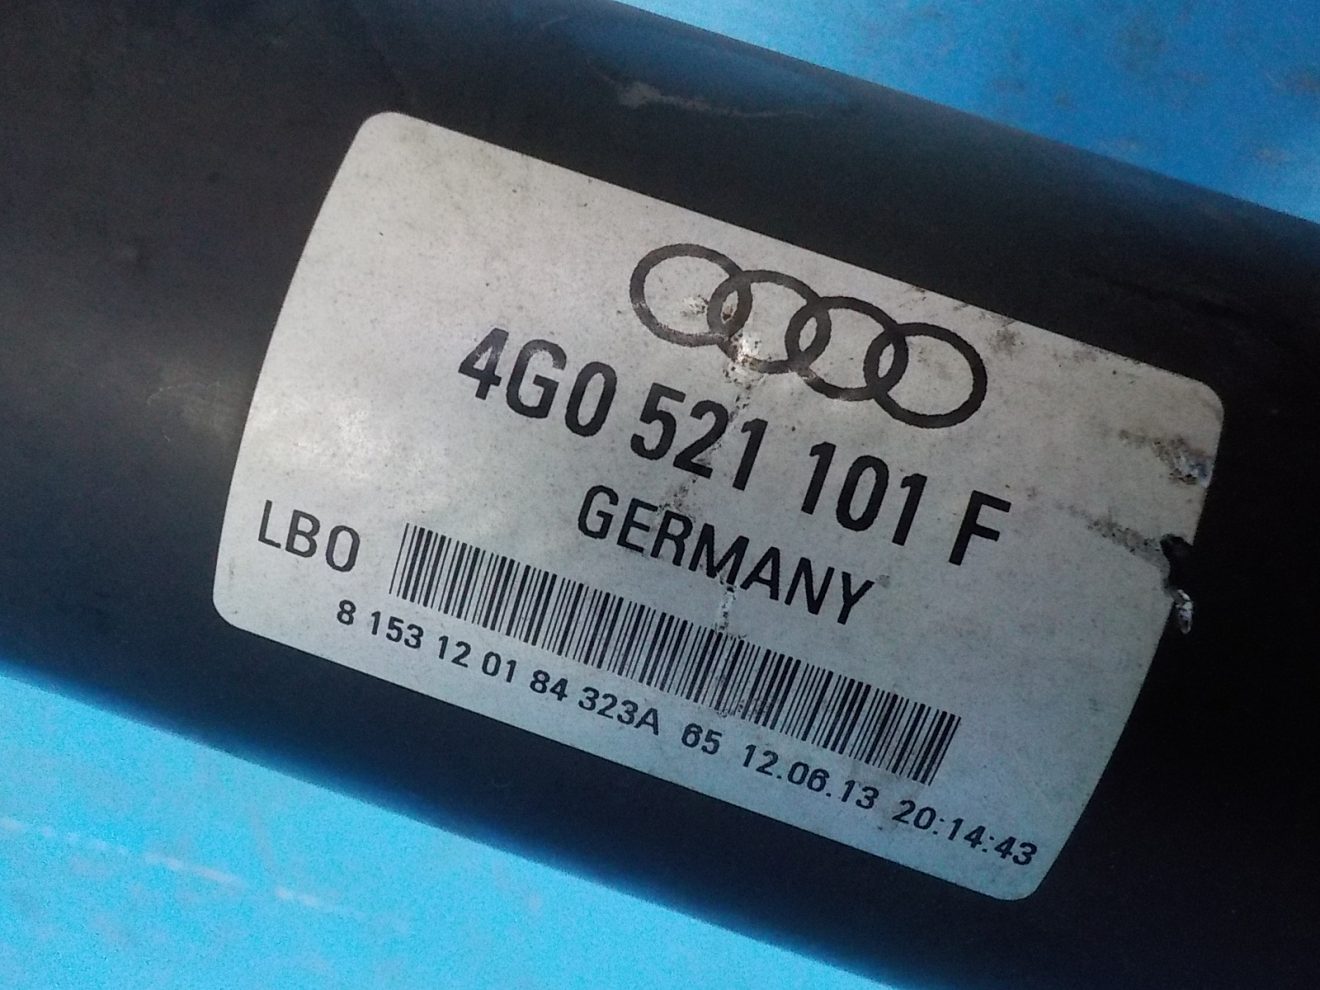 4G0 521 101 F
GERMANY
LBO
8 153 12 01 84 323A 65 12.06.13 20:14:43